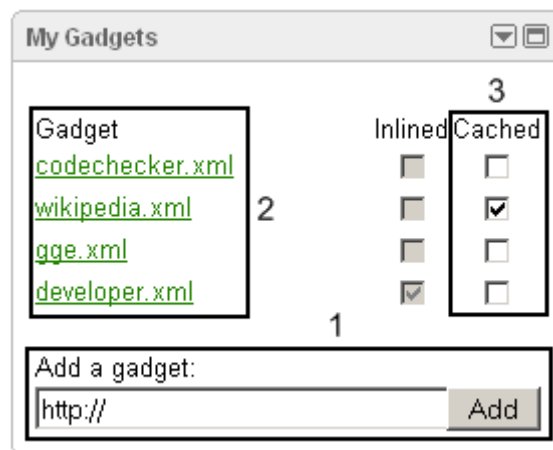 My Gadgets
3
Gadget Inlined Cached
codechecker.xml
wikipedia.xml 2
gge.xml
developer.xml
1
Add a gadget:
http:// Add